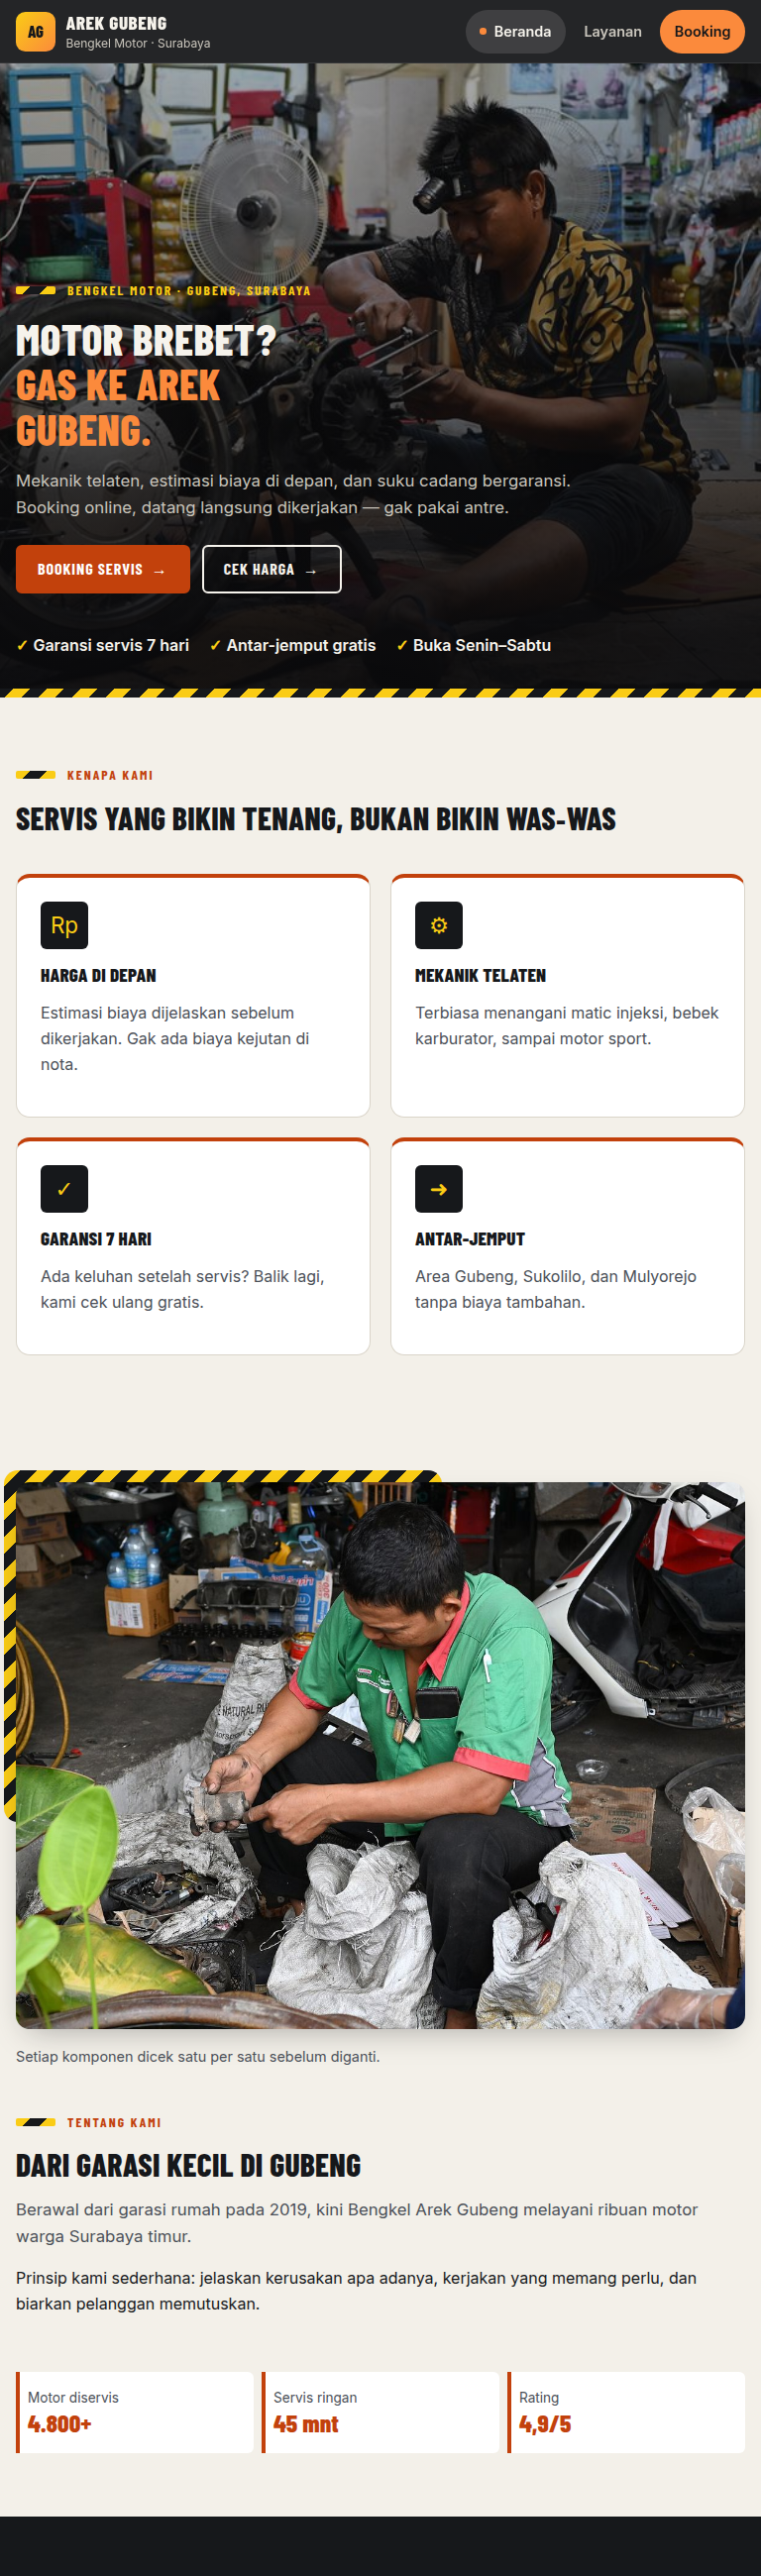 AG
AREK GUBENG
Bengkel Motor · Surabaya
Beranda
Layanan
Booking
BENGKEL MOTOR · GUBENG, SURABAYA
MOTOR BREBET?
GAS KE AREK
GUBENG.
Mekanik telaten, estimasi biaya di depan, dan suku cadang bergaransi.
Booking online, datang langsung dikerjakan — gak pakai antre.
BOOKING SERVIS →
CEK HARGA →
✓ Garansi servis 7 hari
✓ Antar-jemput gratis
✓ Buka Senin–Sabtu
KENAPA KAMI
SERVIS YANG BIKIN TENANG, BUKAN BIKIN WAS-WAS
Rp
HARGA DI DEPAN
Estimasi biaya dijelaskan sebelum
dikerjakan. Gak ada biaya kejutan di
nota.
⚙
MEKANIK TELATEN
Terbiasa menangani matic injeksi, bebek
karburator, sampai motor sport.
✓
GARANSI 7 HARI
Ada keluhan setelah servis? Balik lagi,
kami cek ulang gratis.
➜
ANTAR-JEMPUT
Area Gubeng, Sukolilo, dan Mulyorejo
tanpa biaya tambahan.
NATURAL RU
Setiap komponen dicek satu per satu sebelum diganti.
TENTANG KAMI
DARI GARASI KECIL DI GUBENG
Berawal dari garasi rumah pada 2019, kini Bengkel Arek Gubeng melayani ribuan motor
warga Surabaya timur.
Prinsip kami sederhana: jelaskan kerusakan apa adanya, kerjakan yang memang perlu, dan
biarkan pelanggan memutuskan.
Motor diservis
4.800+
Servis ringan
45 mnt
Rating
4,9/5